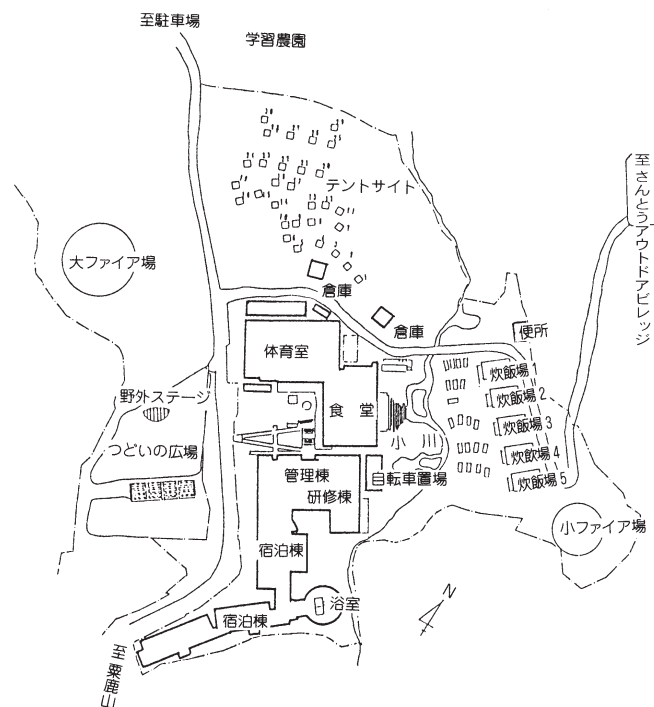 至駐車場
学習農園
テントサイト
至さんとうアウトドアビレッジ
大ファイア場
倉庫
倉庫
便所
体育室
炊飯場1
野外ステージ
炊飯場2
食堂
小川
炊飯場3
つどいの広場
管理棟
自転車置場
炊飯場4
研修棟
炊飯場5
小ファイア場
宿泊棟
浴室
N
宿泊棟
至粟鹿山